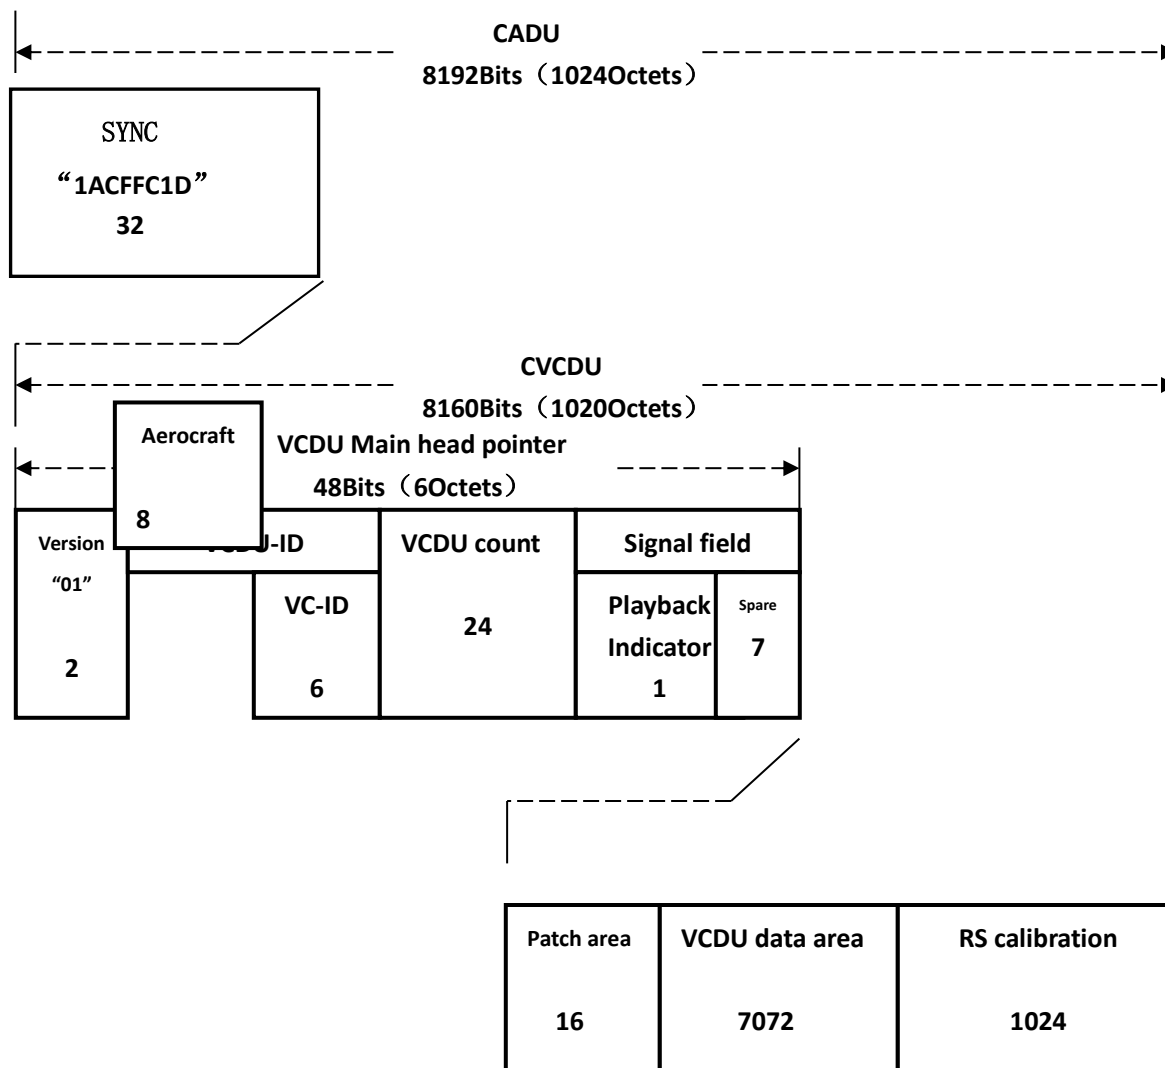 CADU
8192Bits（1024Octets）
SYNC
“1ACFFC1D”
32
CVCDU
8160Bits（1020Octets）
Aerocraft
8
VCDU Main head pointer
48Bits（6Octets）
Version
“01”
2
VCDU-ID
VC-ID
6
VCDU count
24
Signal field
Playback
Indicator
1
Spare
7
Patch area
16
VCDU data area
7072
RS calibration
1024